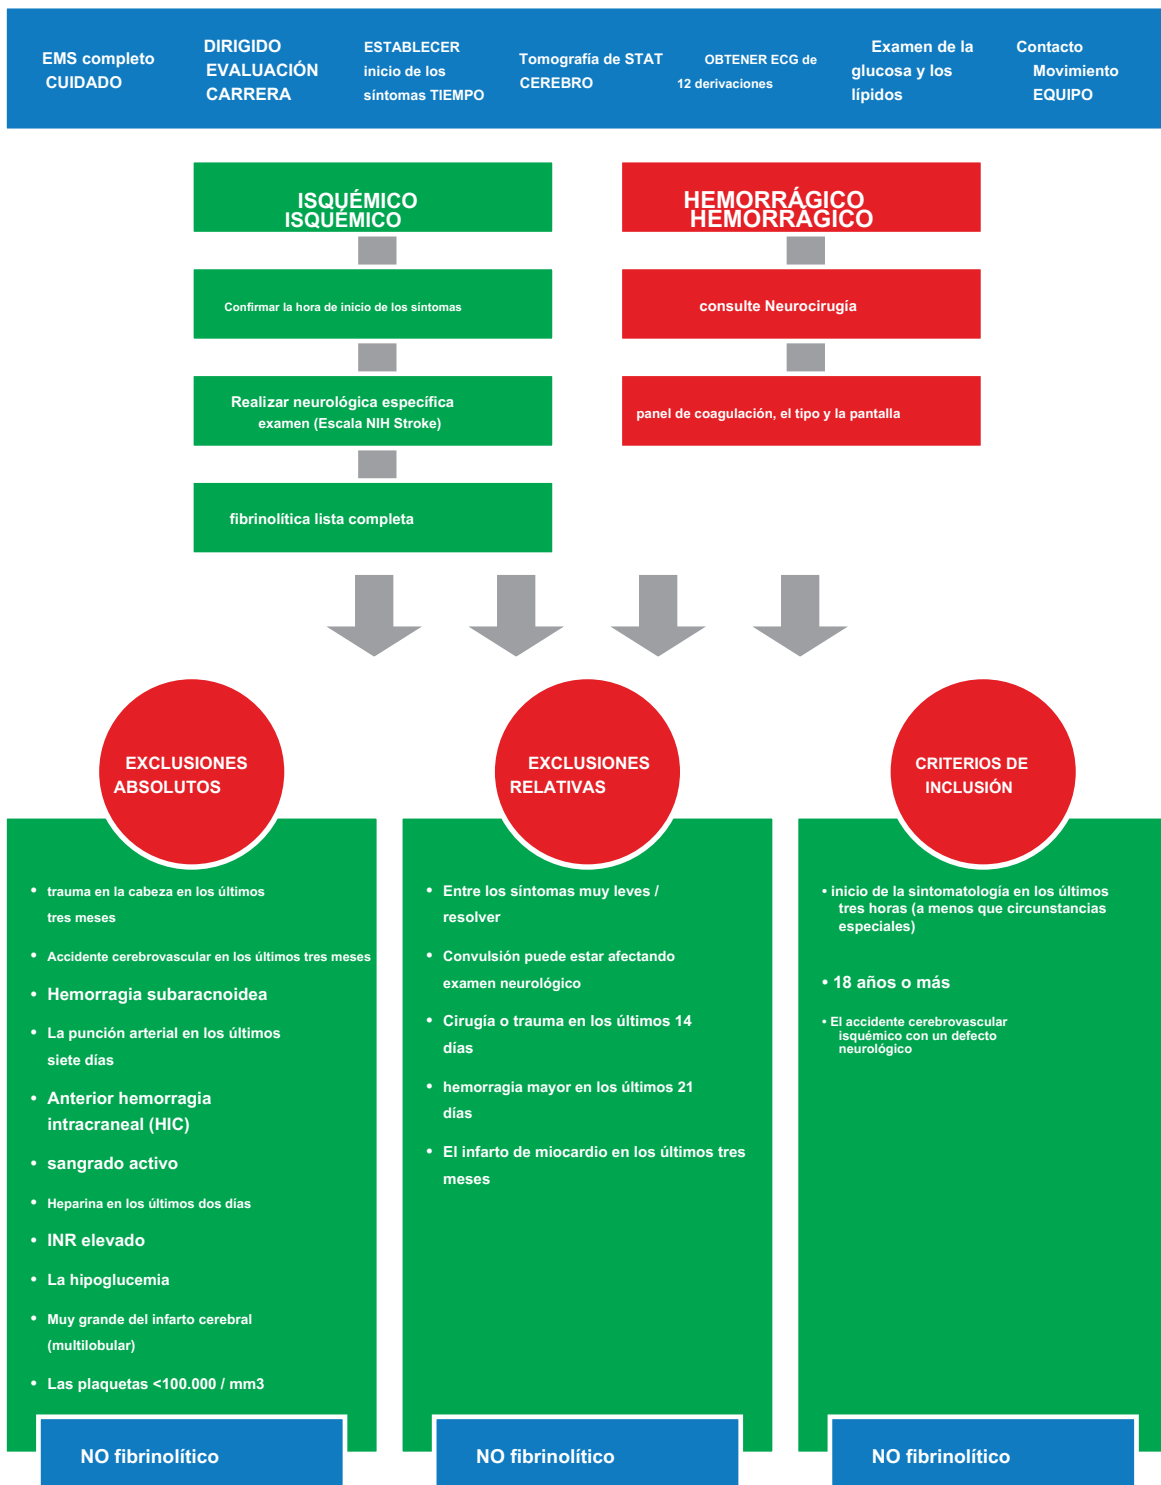 EMS completo
CUIDADO
DIRIGIDO
EVALUACIÓN
CARRERA
ESTABLECER
inicio de los
síntomas TIEMPO
Tomografía de STAT
CEREBRO
OBTENER ECG de
12 derivaciones
Examen de la
glucosa y los
lípidos
Contacto
Movimiento
EQUIPO
ISQUÉMICO
ISQUÉMICO
Confirmar la hora de inicio de los síntomas
Realizar neurológica específica
examen (Escala NIH Stroke)
fibrinolítica lista completa
HEMORRÁGICO
HEMORRÁGICO
consulte Neurocirugía
panel de coagulación, el tipo y la pantalla
EXCLUSIONES
ABSOLUTOS
• trauma en la cabeza en los últimos
tres meses
• Accidente cerebrovascular en los últimos tres meses
• Hemorragia subaracnoidea
• La punción arterial en los últimos
siete días
• Anterior hemorragia
intracraneal (HIC)
• sangrado activo
• Heparina en los últimos dos días
• INR elevado
• La hipoglucemia
• Muy grande del infarto cerebral
(multilobular)
• Las plaquetas <100.000 / mm3
NO fibrinolítico
EXCLUSIONES
RELATIVAS
• Entre los síntomas muy leves /
resolver
• Convulsión puede estar afectando
examen neurológico
• Cirugía o trauma en los últimos 14
días
• hemorragia mayor en los últimos 21
días
• El infarto de miocardio en los últimos tres
meses
NO fibrinolítico
CRITERIOS DE
INCLUSIÓN
• inicio de la sintomatología en los últimos
tres horas (a menos que circunstancias
especiales)
• 18 años o más
• El accidente cerebrovascular
isquémico con un defecto
neurológico
NO fibrinolítico